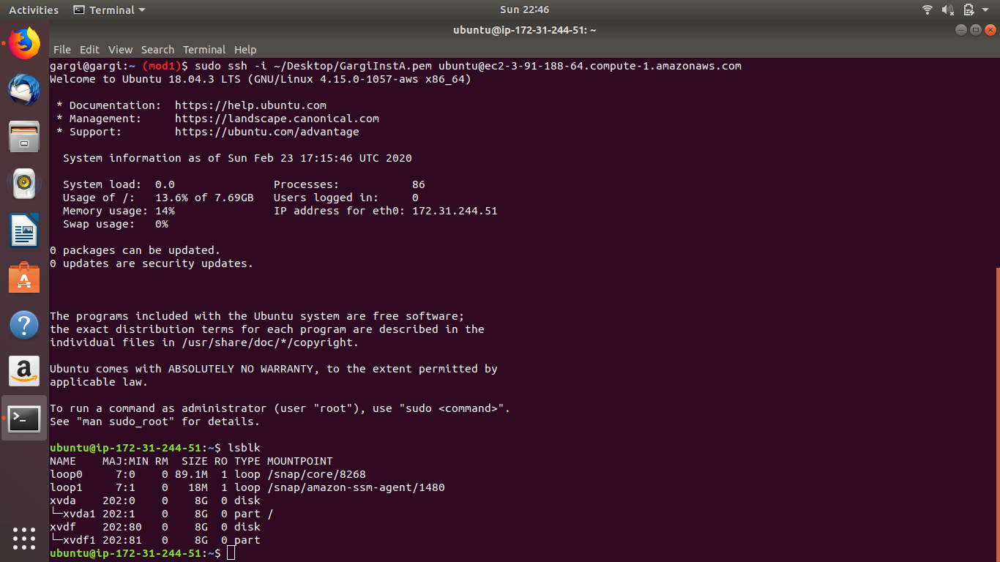 Activities Terminal Sun 22:46
ubuntu@ip-172-31-244-51: ~
File Edit View Search Terminal Help
gargi@gargi:~ (mod1)$ sudo ssh -i ~/Desktop/GargiInstA.pem ubuntu@ec2-3-91-188-64.compute-1.amazonaws.com
Welcome to Ubuntu 18.04.3 LTS (GNU/Linux 4.15.0-1057-aws x86_64)
 * Documentation:  https://help.ubuntu.com
 * Management:     https://landscape.canonical.com
 * Support:        https://ubuntu.com/advantage
  System information as of Sun Feb 23 17:15:46 UTC 2020
  System load:  0.0               Processes:           86
  Usage of /:   13.6% of 7.69GB   Users logged in:     0
  Memory usage: 14%               IP address for eth0: 172.31.244.51
  Swap usage:   0%
0 packages can be updated.
0 updates are security updates.
The programs included with the Ubuntu system are free software;
the exact distribution terms for each program are described in the
individual files in /usr/share/doc/*/copyright.
Ubuntu comes with ABSOLUTELY NO WARRANTY, to the extent permitted by
applicable law.
To run a command as administrator (user "root"), use "sudo <command>".
See "man sudo_root" for details.
ubuntu@ip-172-31-244-51:~$ lsblk
NAME    MAJ:MIN RM  SIZE RO TYPE MOUNTPOINT
loop0     7:0    0 89.1M  1 loop /snap/core/8268
loop1     7:1    0   18M  1 loop /snap/amazon-ssm-agent/1480
xvda    202:0    0    8G  0 disk
└─xvda1 202:1    0    8G  0 part /
xvdf    202:80   0    8G  0 disk
└─xvdf1 202:81   0    8G  0 part
ubuntu@ip-172-31-244-51:~$